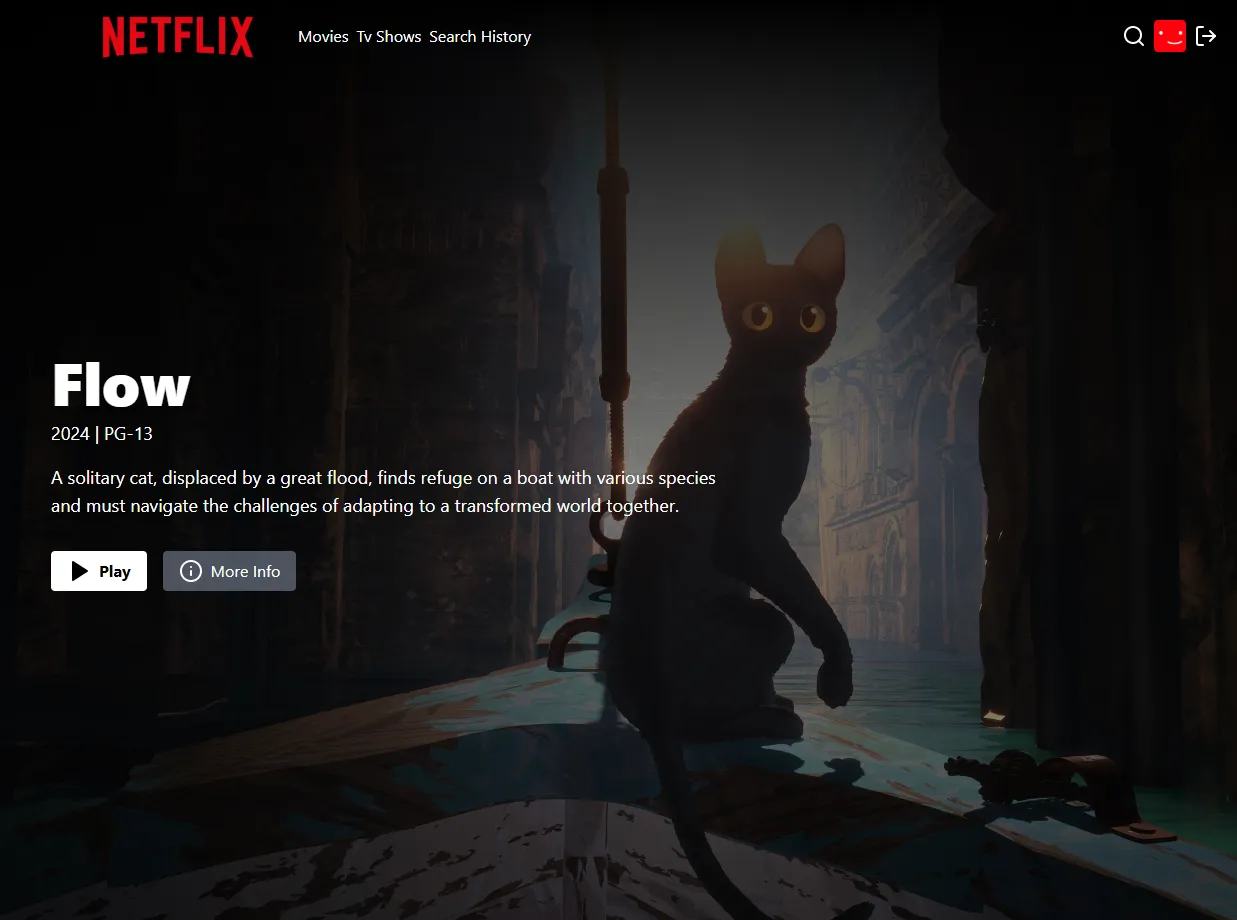 NETFLIX Movies Tv Shows Search History
Flow
2024 | PG-13
A solitary cat, displaced by a great flood, finds refuge on a boat with various species
and must navigate the challenges of adapting to a transformed world together.
Play More Info